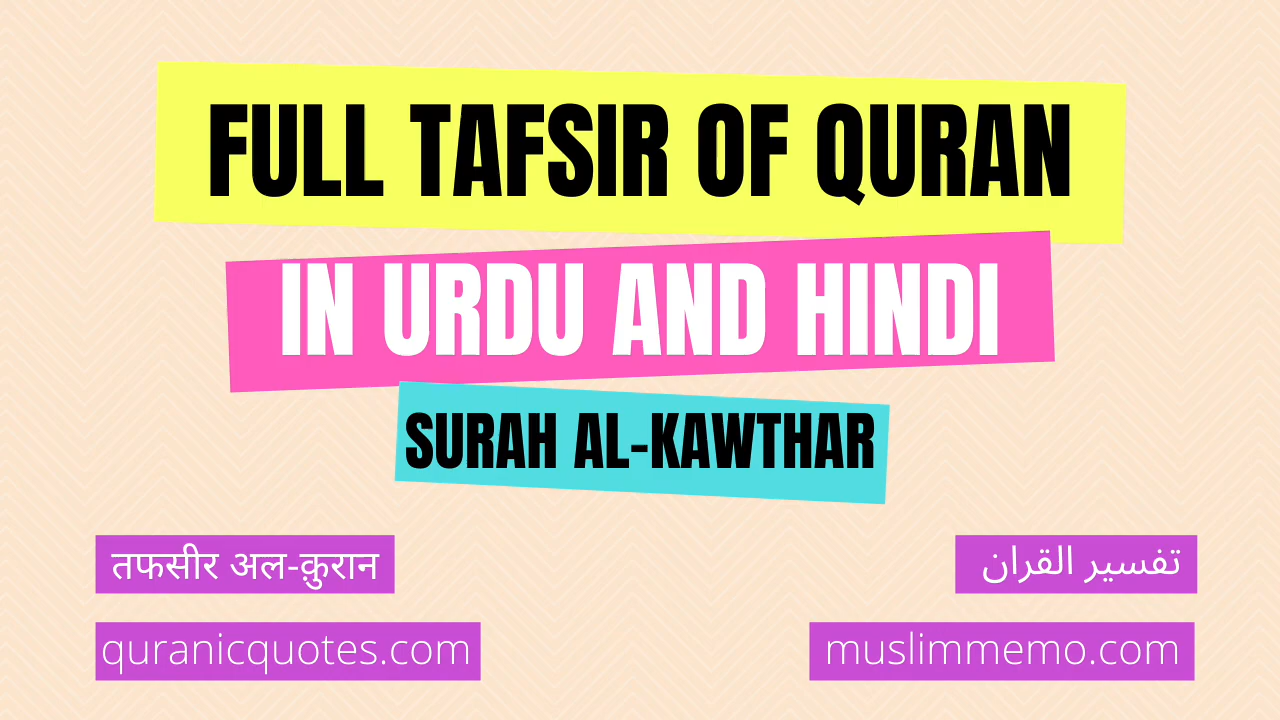 FULL TAFSIR OF QURAN
IN URDU AND HINDI
SURAH AL-KAWTHAR
तफसीर अल-क़ुरान
تفسير القران
quranicquotes.com
muslimmemo.com